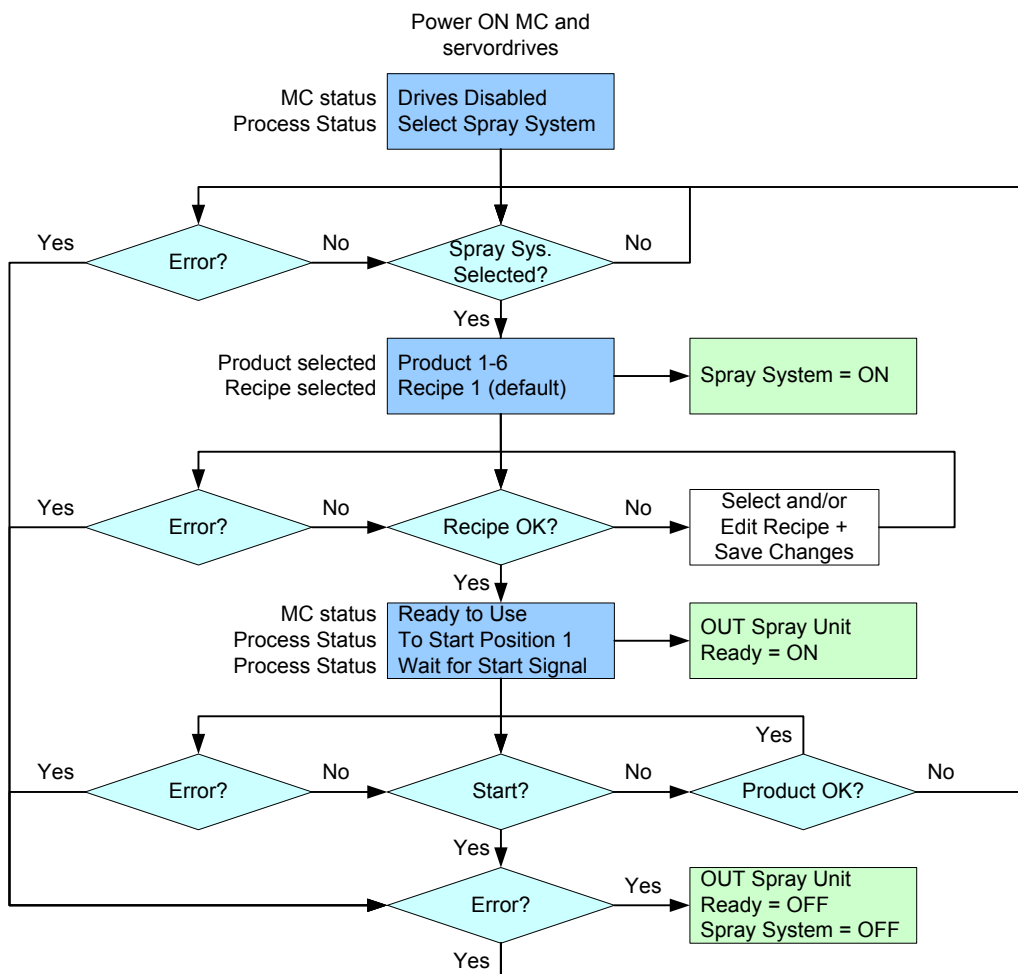 Power ON MC and
servordrives
MC status
Process Status
Drives Disabled
Select Spray System
Yes
Error?
No
Spray Sys.
Selected?
No
Yes
Product selected
Recipe selected
Product 1-6
Recipe 1 (default)
Spray System = ON
Yes
Error?
No
Recipe OK?
No
Select and/or
Edit Recipe +
Save Changes
Yes
MC status
Process Status
Process Status
Ready to Use
To Start Position 1
Wait for Start Signal
OUT Spray Unit
Ready = ON
Yes
Yes
Error?
No
Start?
No
Product OK?
No
Yes
Error?
Yes
OUT Spray Unit
Ready = OFF
Spray System = OFF
Yes